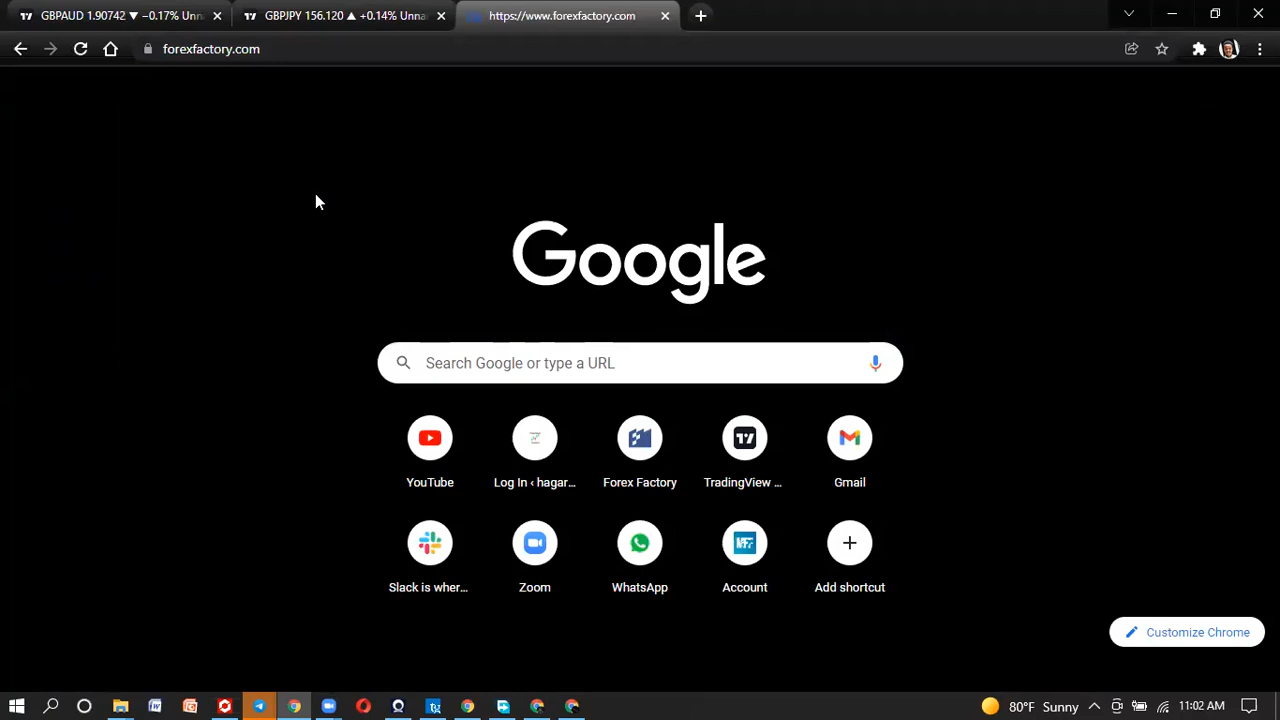 GBPAUD 1.90742 ▼ −0.17% Unna
GBPJPY 156.120 ▲ +0.14% Unna
https://www.forexfactory.com
forexfactory.com
Google
Search Google or type a URL
YouTube
Log In ‹ hagar...
Forex Factory
TradingView ...
Gmail
Slack is wher...
Zoom
WhatsApp
Account
Add shortcut
Customize Chrome
80°F Sunny
11:02 AM